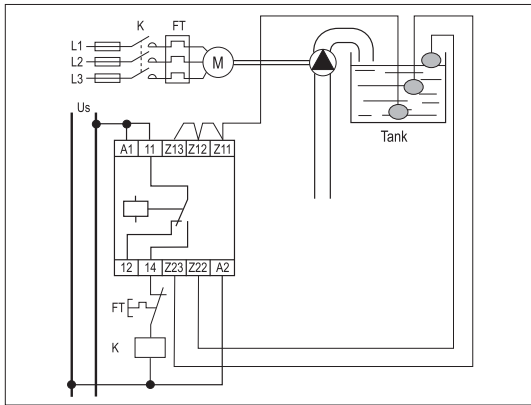 K FT
L1
L2
L3
M
Us
Tank
A1 11 Z13 Z12 Z11
12 14 Z23 Z22 A2
FT
K